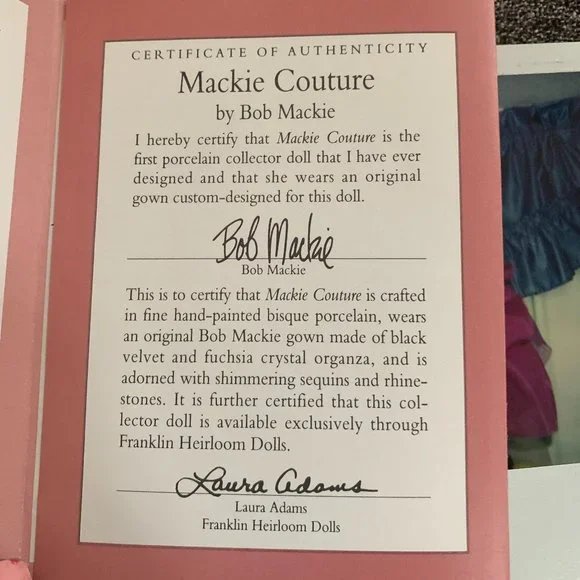 CERTIFICATE OF AUTHENTICITY
Mackie Couture
by Bob Mackie
I hereby certify that Mackie Couture is the
first porcelain collector doll that I have ever
designed and that she wears an original
gown custom-designed for this doll.
Bob Mackie
Bob Mackie
This is to certify that Mackie Couture is crafted
in fine hand-painted bisque porcelain, wears
an original Bob Mackie gown made of black
velvet and fuchsia crystal organza, and is
adorned with shimmering sequins and rhine-
stones. It is further certified that this col-
lector doll is available exclusively through
Franklin Heirloom Dolls.
Laura Adams
Laura Adams
Franklin Heirloom Dolls